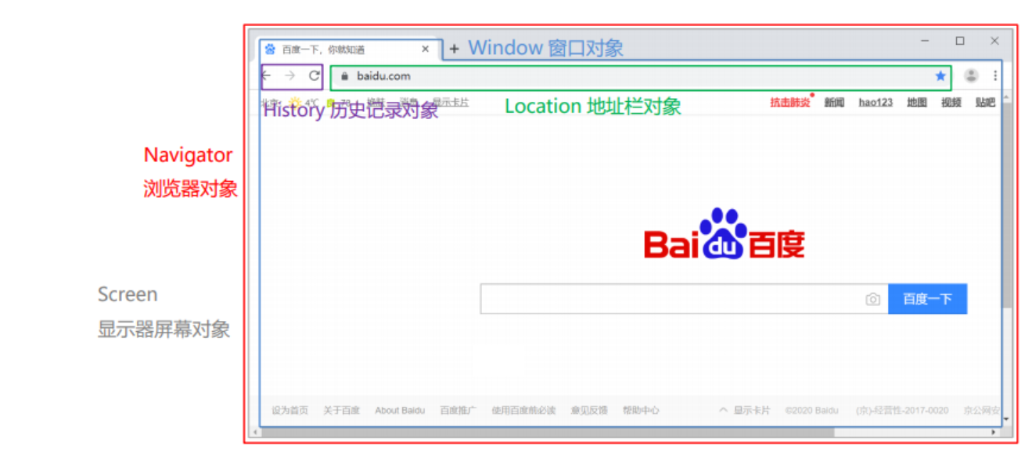 百度一下，你就知道 × + Window 窗口对象
baidu.com
4℃ 显示卡片
History 历史记录对象 Location 地址栏对象 抗击肺炎 新闻 hao123 地图 视频 贴吧
Navigator
浏览器对象
Bai du 百度
Screen
显示器屏幕对象
百度一下
设为首页 关于百度 About Baidu 百度推广 使用百度前必读 意见反馈 帮助中心 显示卡片 ©2020 Baidu (京)-经营性-2017-0020 京公网安